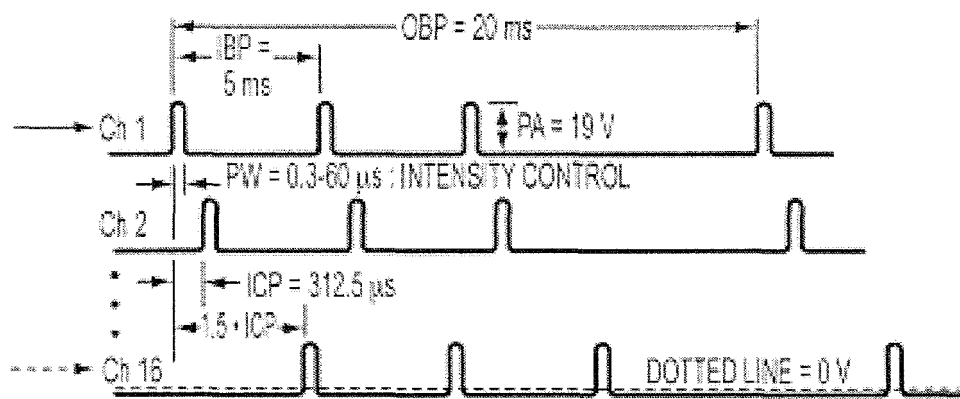 OBP = 20 ms
IBP =
5 ms
Ch 1
PA = 19 V
PW = 0.3-60 µs : INTENSITY CONTROL
Ch 2
ICP = 312.5 µs
1.5 · ICP
Ch 16
DOTTED LINE = 0 V